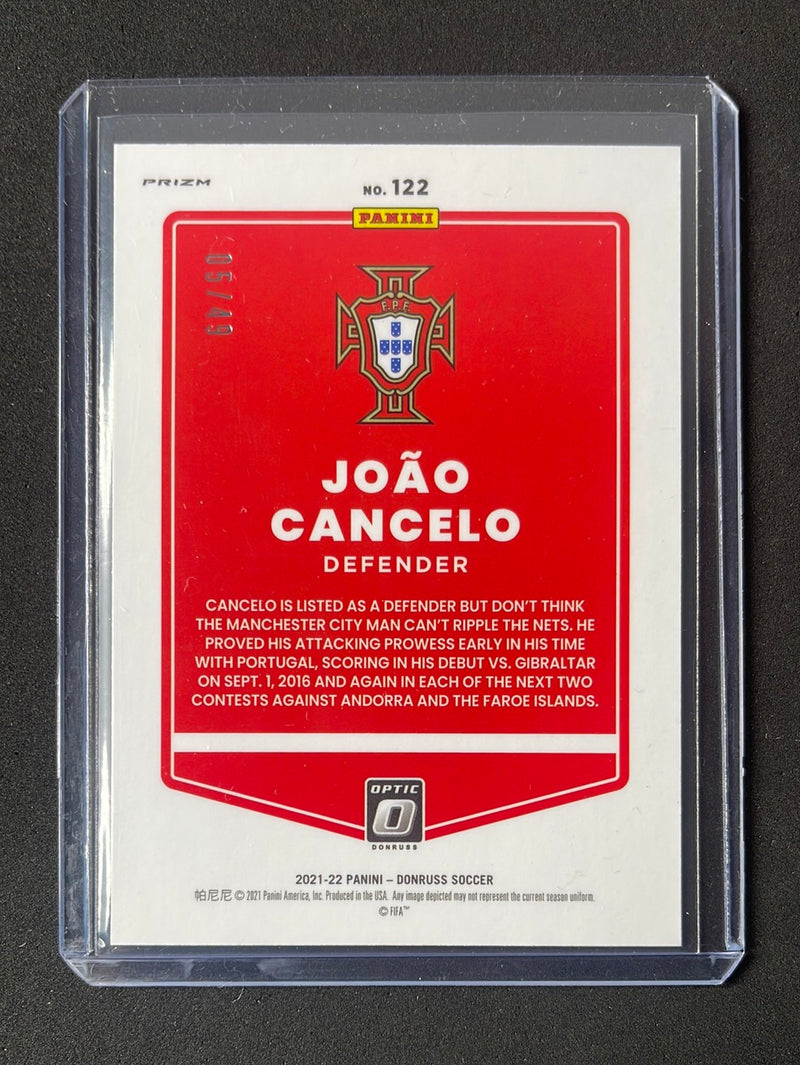 PRIZM
NO. 122
PANINI
05/49
F.P.F.
JOÃO
CANCELO
DEFENDER
CANCELO IS LISTED AS A DEFENDER BUT DON'T THINK
THE MANCHESTER CITY MAN CAN'T RIPPLE THE NETS. HE
PROVED HIS ATTACKING PROWESS EARLY IN HIS TIME
WITH PORTUGAL, SCORING IN HIS DEBUT VS. GIBRALTAR
ON SEPT. 1, 2016 AND AGAIN IN EACH OF THE NEXT TWO
CONTESTS AGAINST ANDORRA AND THE FAROE ISLANDS.
OPTIC
O
DONRUSS
2021-22 PANINI – DONRUSS SOCCER
帕尼尼 © 2021 Panini America, Inc. Produced in the USA. Any image depicted may not represent the current season uniform.
© FIFA™